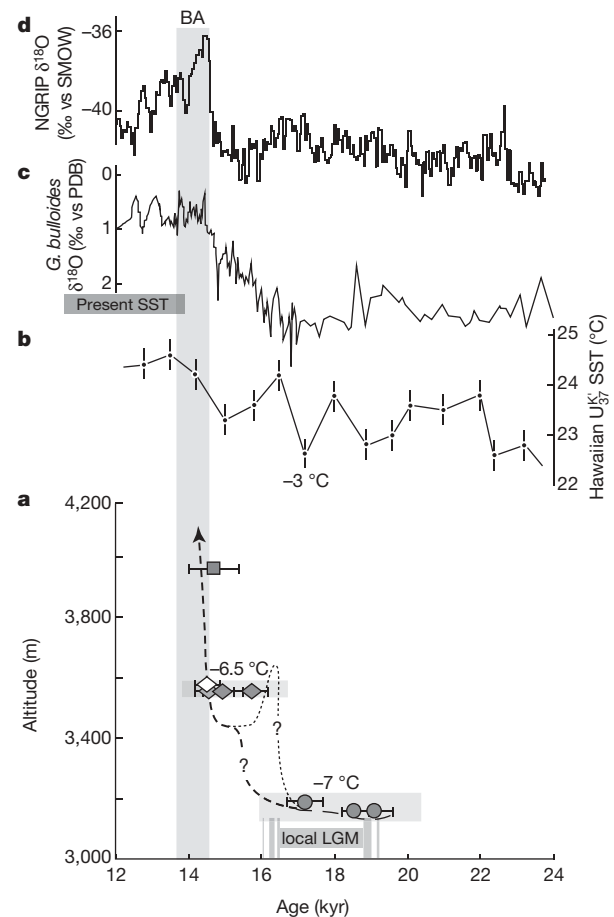 BA
d
−36
−40
NGRIP δ18O
(‰ vs SMOW)
c
0
1
2
G. bulloides
δ18O (‰ vs PDB)
Present SST
b
25
24
23
22
Hawaiian UK′37 SST (°C)
−3 °C
a
4,200
3,800
3,400
3,000
Altitude (m)
−6.5 °C
?
?
−7 °C
local LGM
12 14 16 18 20 22 24
Age (kyr)